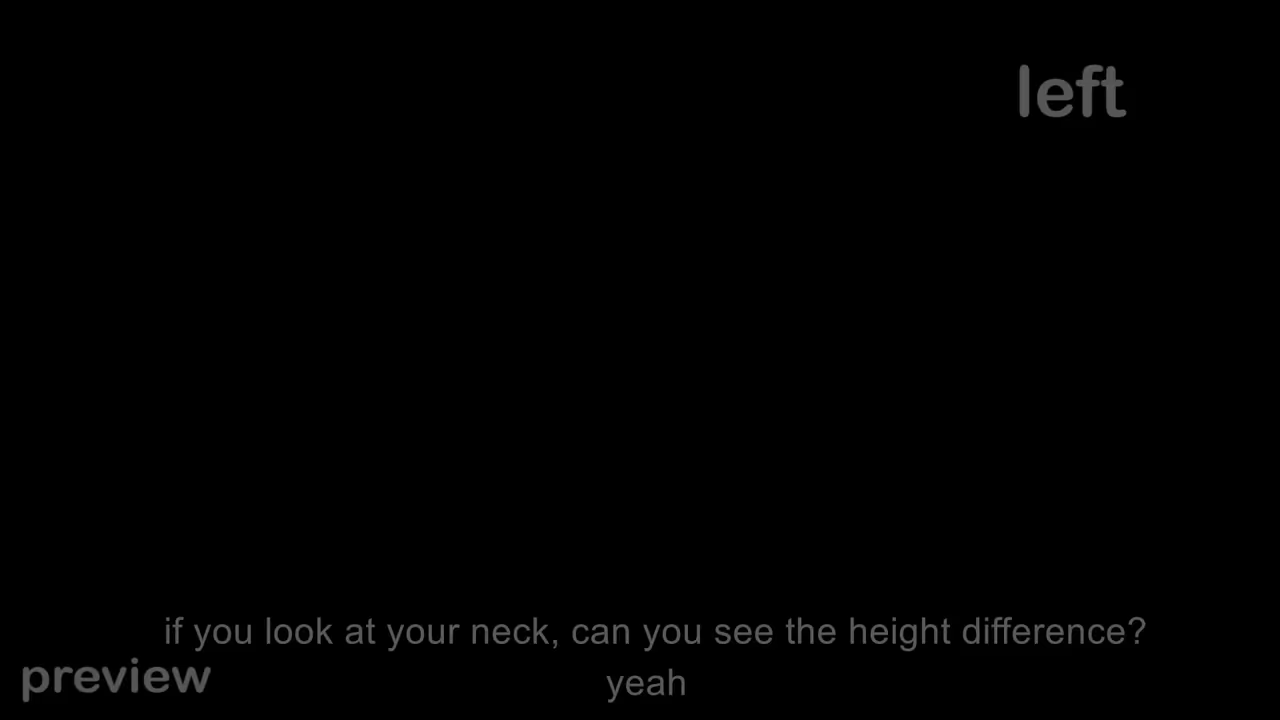 left
if you look at your neck, can you see the height difference?
yeah
preview